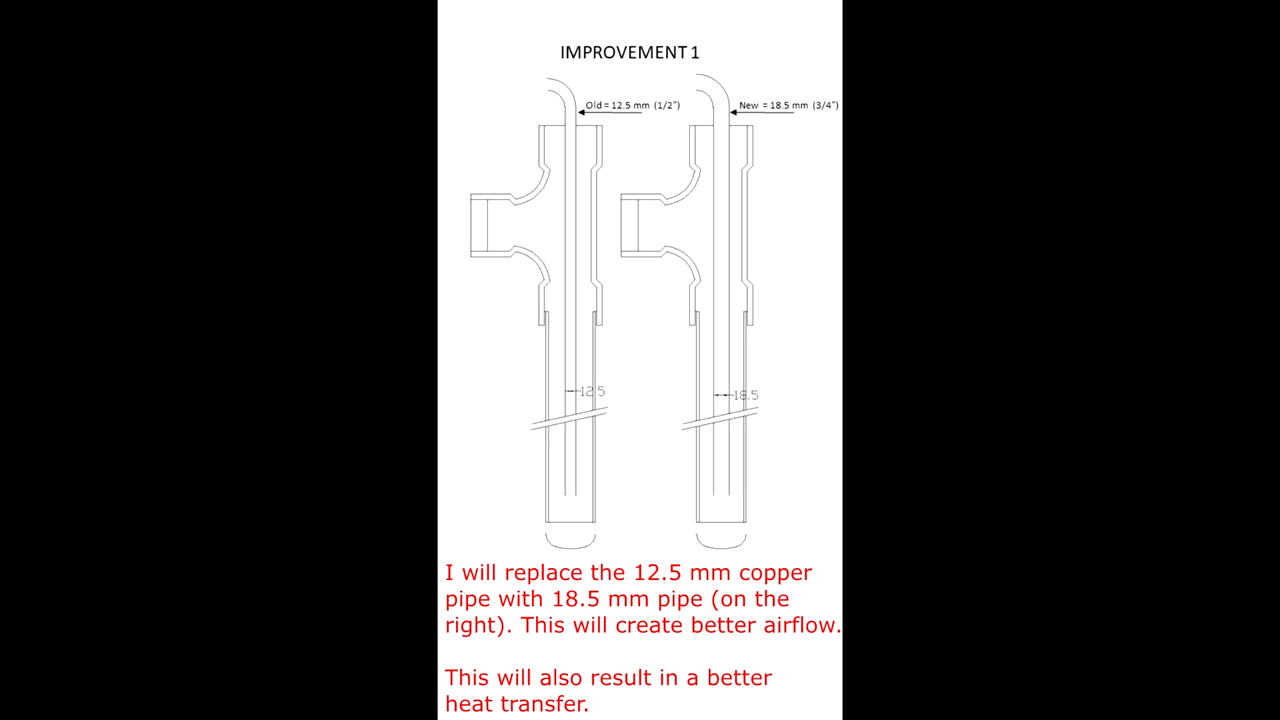 IMPROVEMENT 1
Old = 12.5 mm (1/2")
New = 18.5 mm (3/4")
12.5
18.5
I will replace the 12.5 mm copper
pipe with 18.5 mm pipe (on the
right). This will create better airflow.
This will also result in a better
heat transfer.